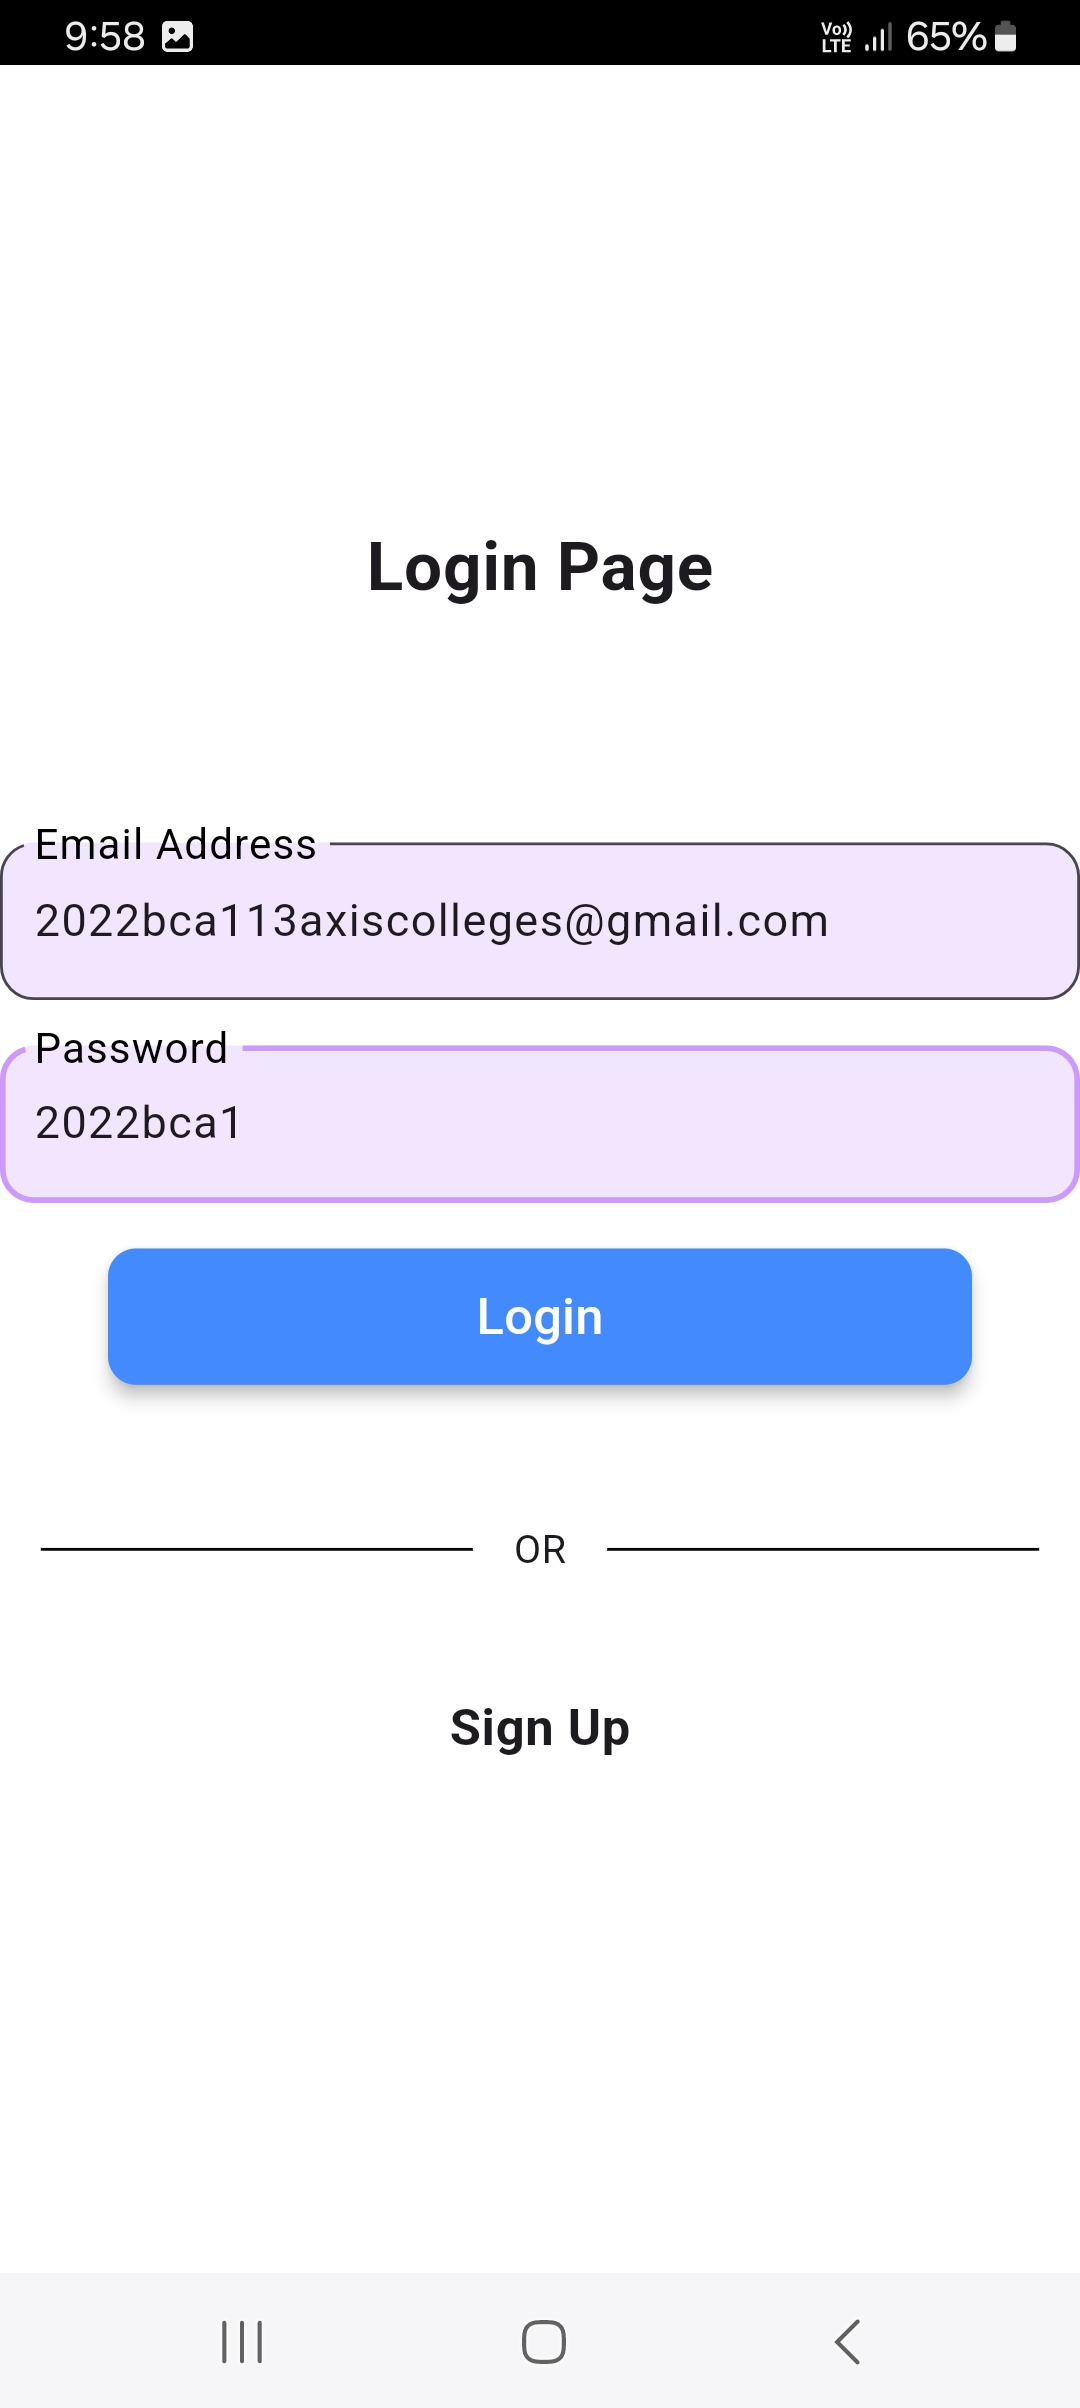 9:58 Vo)) LTE 65%
Login Page
Email Address
2022bca113axiscolleges@gmail.com
Password
2022bca1
Login
OR
Sign Up